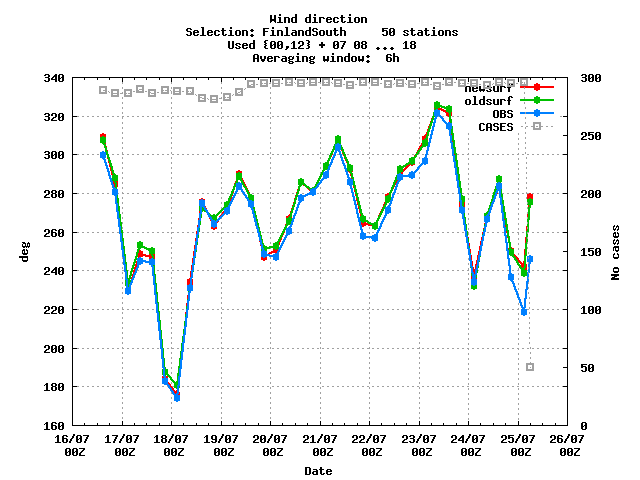 Wind direction
Selection: FinlandSouth 50 stations
Used {00,12} + 07 08 ... 18
Averaging window: 6h
340
320
300
280
260
240
220
200
180
160
deg
300
250
200
150
100
50
0
No cases
newsurf
oldsurf
OBS
CASES
16/07 17/07 18/07 19/07 20/07 21/07 22/07 23/07 24/07 25/07 26/07
00Z 00Z 00Z 00Z 00Z 00Z 00Z 00Z 00Z 00Z 00Z
Date